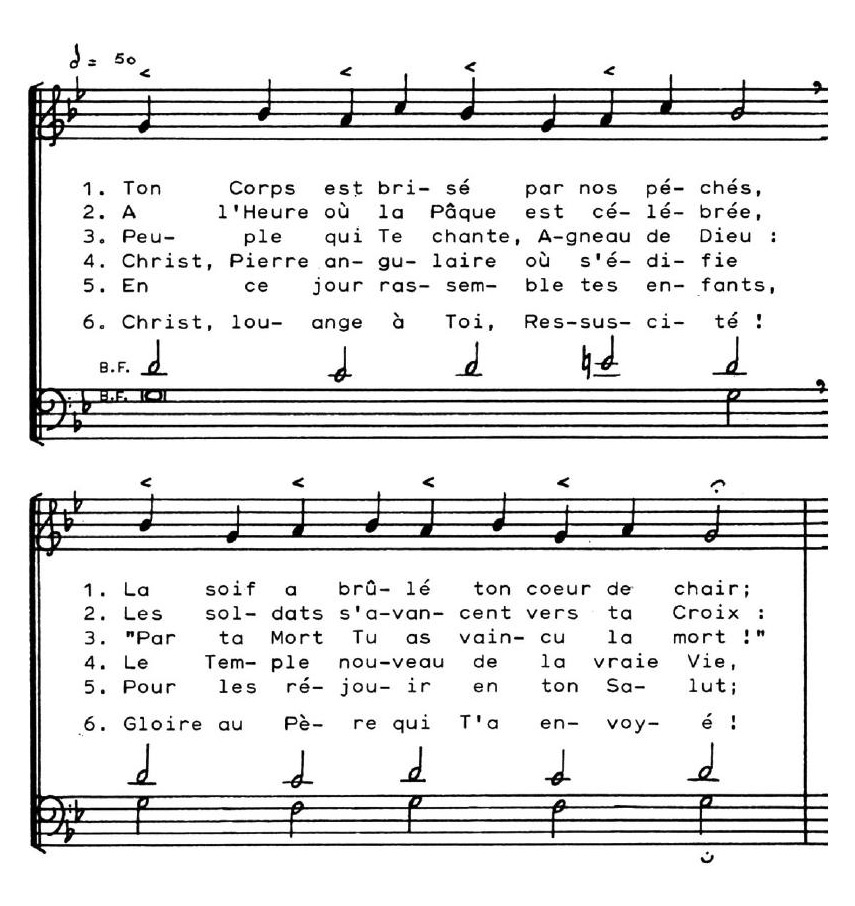 = 50
1. Ton Corps est bri- sé par nos pé- chés,
2. A l'Heure où la Pâque est cé- lé- brée,
3. Peu- ple qui Te chante, A-gneau de Dieu :
4. Christ, Pierre an- gu- laire où s'é- di- fie
5. En ce jour ras- sem- ble tes en- fants,
6. Christ, lou- ange à Toi, Res-sus- ci- té !
B.F.
B.F.
1. La soif a brû- lé ton coeur de chair;
2. Les sol- dats s'a-van- cent vers ta Croix :
3. "Par ta Mort Tu as vain- cu la mort !"
4. Le Tem- ple nou-veau de la vraie Vie,
5. Pour les ré- jou- ir en ton Sa- lut;
6. Gloire au Pè- re qui T'a en- voy- é !